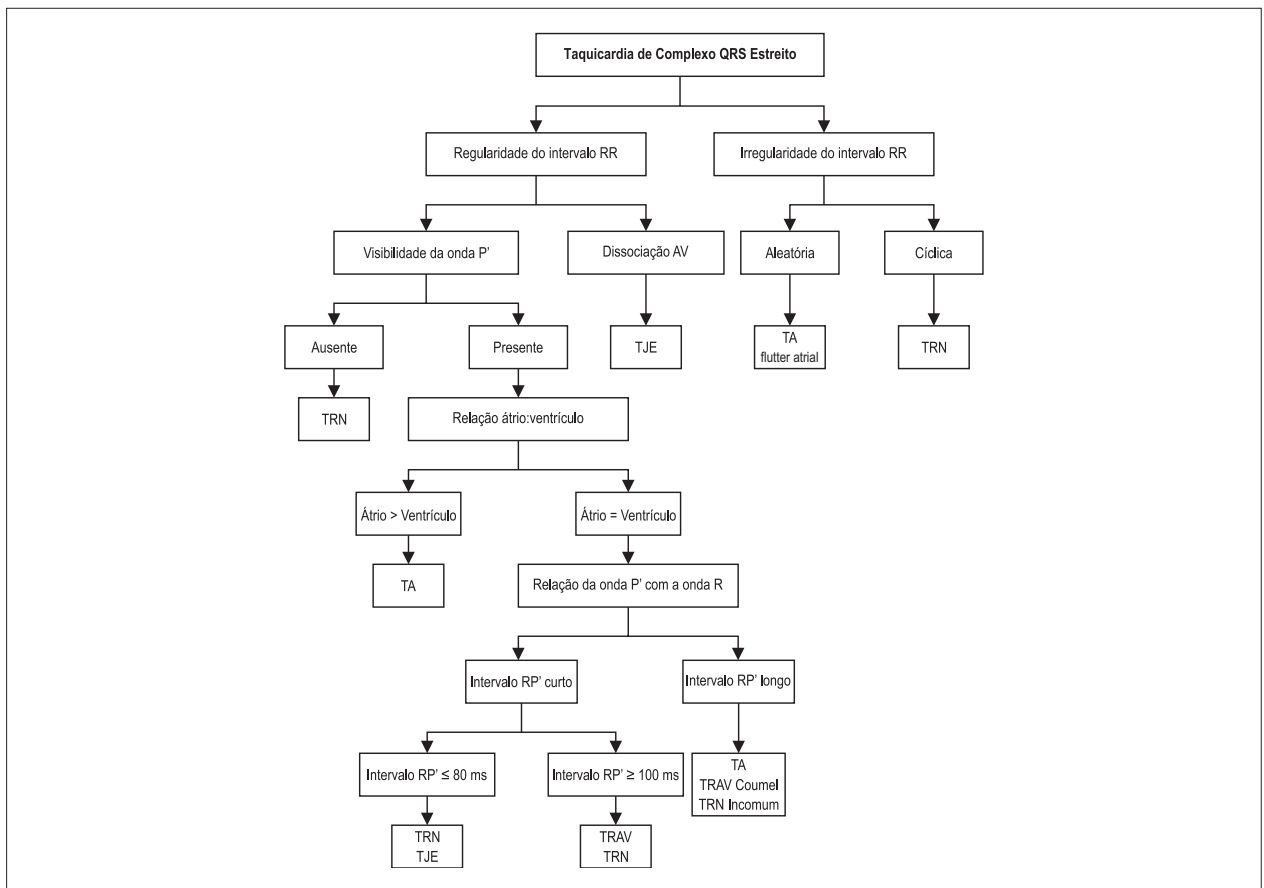 Taquicardia de Complexo QRS Estreito
Regularidade do intervalo RR
Irregularidade do intervalo RR
Visibilidade da onda P'
Dissociação AV
Aleatória
Cíclica
Ausente
Presente
TJE
TA
flutter atrial
TRN
TRN
Relação átrio:ventrículo
Átrio > Ventrículo
Átrio = Ventrículo
TA
Relação da onda P' com a onda R
Intervalo RP' curto
Intervalo RP' longo
Intervalo RP' ≤ 80 ms
Intervalo RP' ≥ 100 ms
TA
TRAV Coumel
TRN Incomum
TRN
TJE
TRAV
TRN